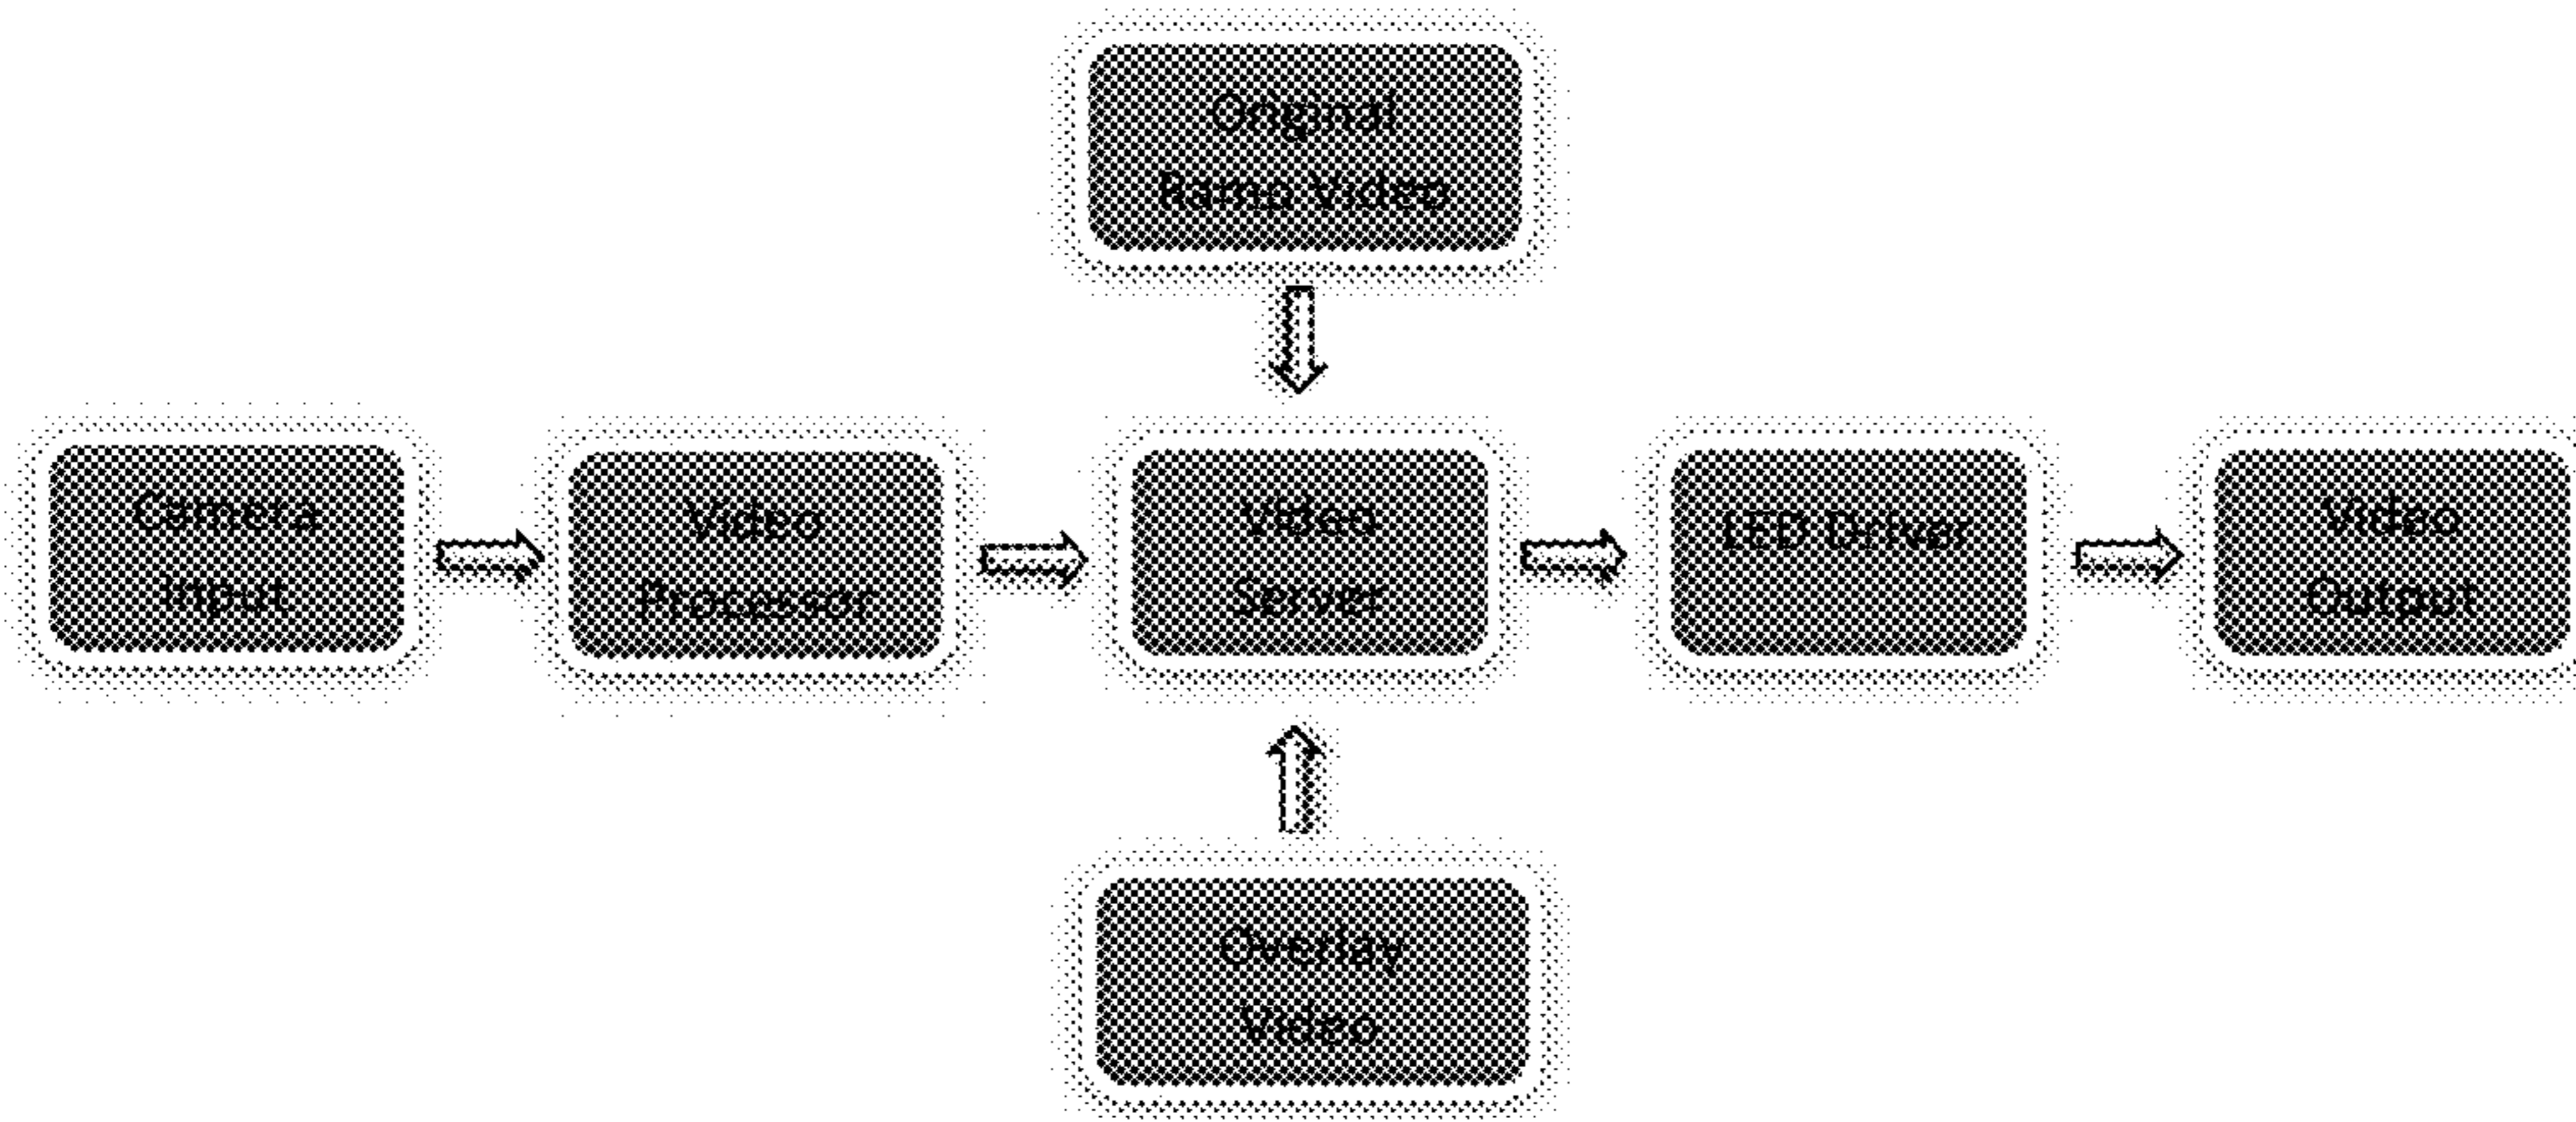 Original
Ramp Video
Camera
Input
Video
Processor
Video
Server
LED Driver
Video
Output
Overlay
Video